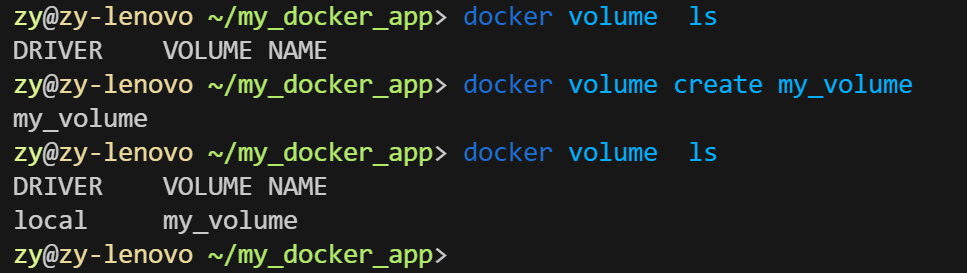 zy@zy-lenovo ~/my_docker_app> docker volume  ls
DRIVER    VOLUME NAME
zy@zy-lenovo ~/my_docker_app> docker volume create my_volume
my_volume
zy@zy-lenovo ~/my_docker_app> docker volume  ls
DRIVER    VOLUME NAME
local     my_volume
zy@zy-lenovo ~/my_docker_app>